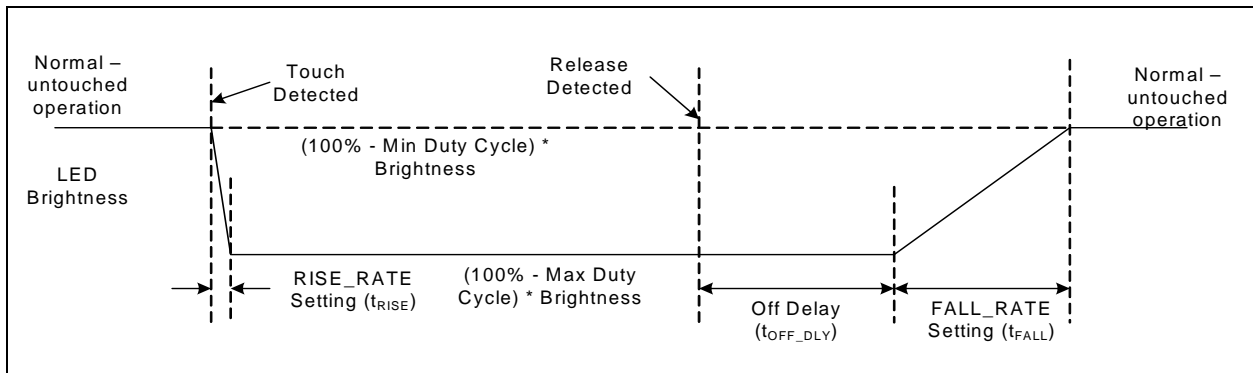 Normal –
untouched
operation
Touch
Detected
Release
Detected
Normal –
untouched
operation
(100% - Min Duty Cycle) *
Brightness
LED
Brightness
RISE_RATE
Setting (tRISE)
(100% - Max Duty
Cycle) * Brightness
Off Delay
(tOFF_DLY)
FALL_RATE
Setting (tFALL)